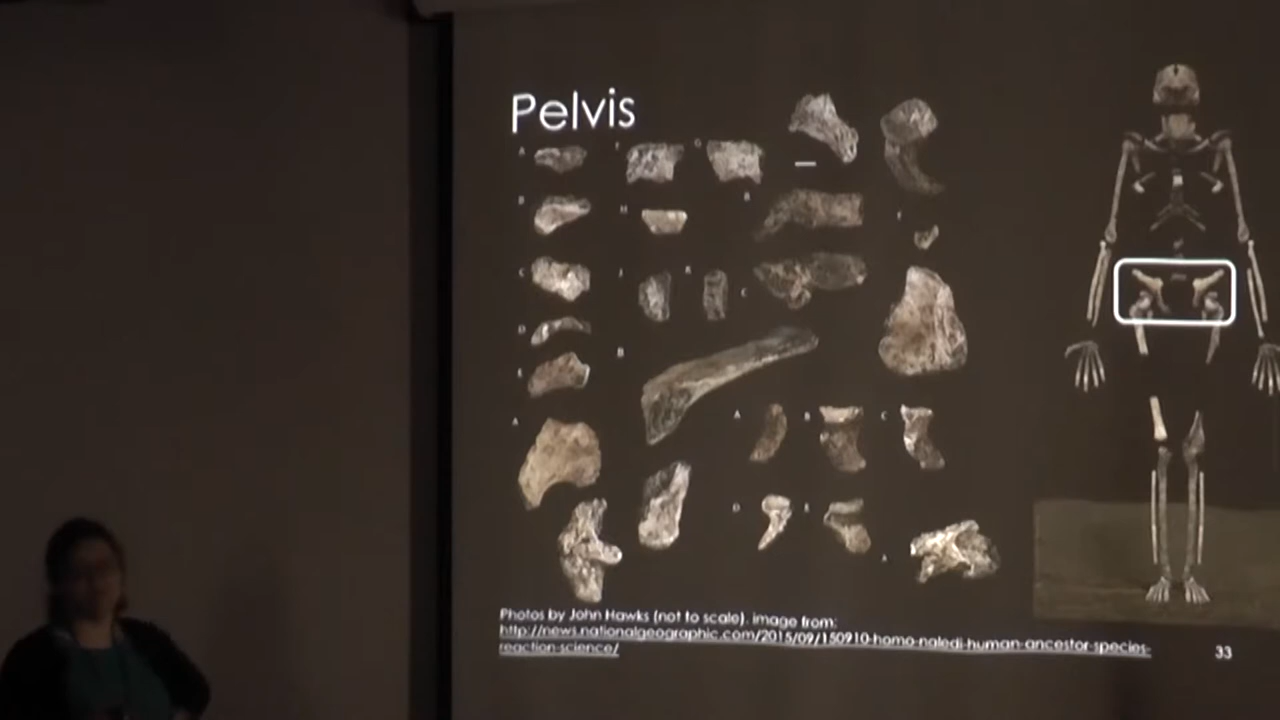 Pelvis
Photos by John Hawks (not to scale), image from:
http://news.nationalgeographic.com/2015/09/150910-homo-naledi-human-ancestor-species-
reaction-science/
33